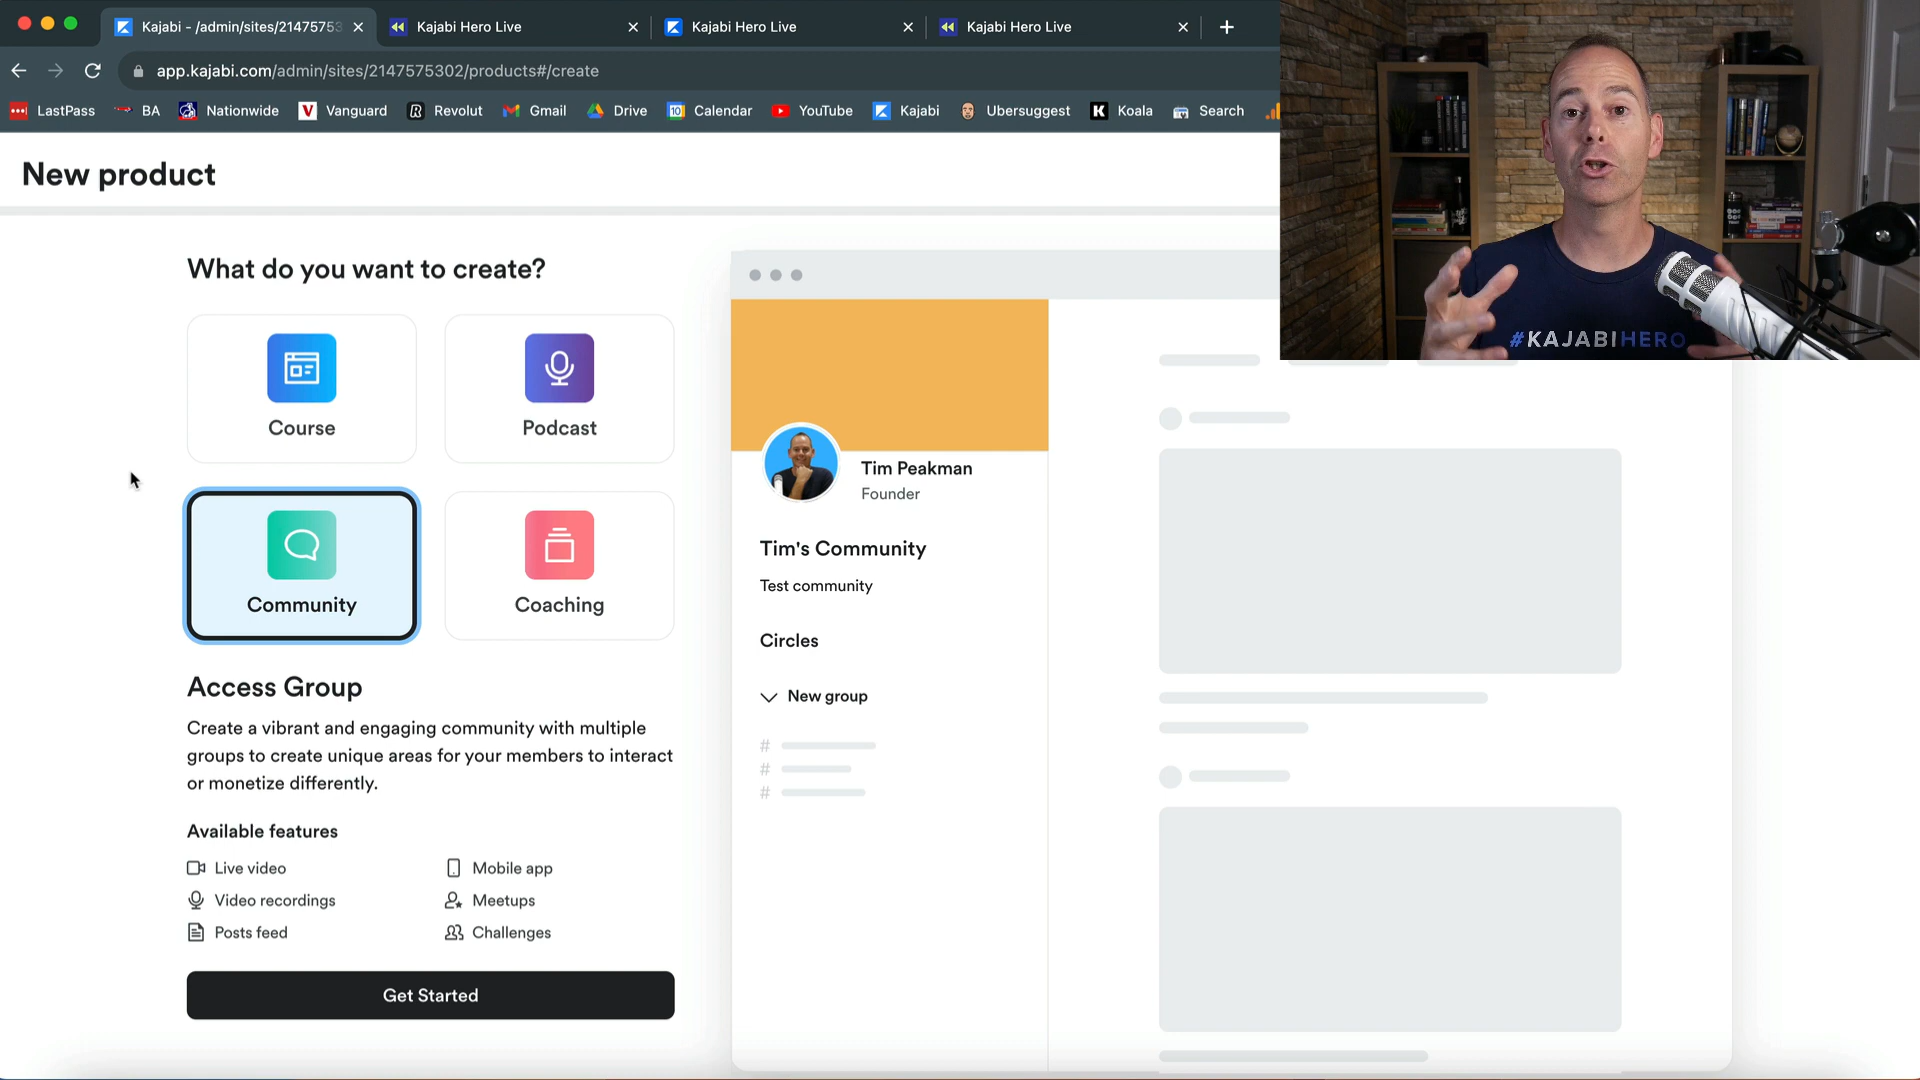 Kajabi - /admin/sites/21475753
Kajabi Hero Live
Kajabi Hero Live
Kajabi Hero Live
app.kajabi.com/admin/sites/2147575302/products#/create
LastPass
BA
Nationwide
Vanguard
Revolut
Gmail
Drive
Calendar
YouTube
Kajabi
Ubersuggest
Koala
Search
New product
What do you want to create?
Course
Podcast
Community
Coaching
Access Group
Create a vibrant and engaging community with multiple
groups to create unique areas for your members to interact
or monetize differently.
Available features
Live video
Mobile app
Video recordings
Meetups
Posts feed
Challenges
Get Started
Tim Peakman
Founder
Tim's Community
Test community
Circles
New group
#
#
#
#KAJABIHERO